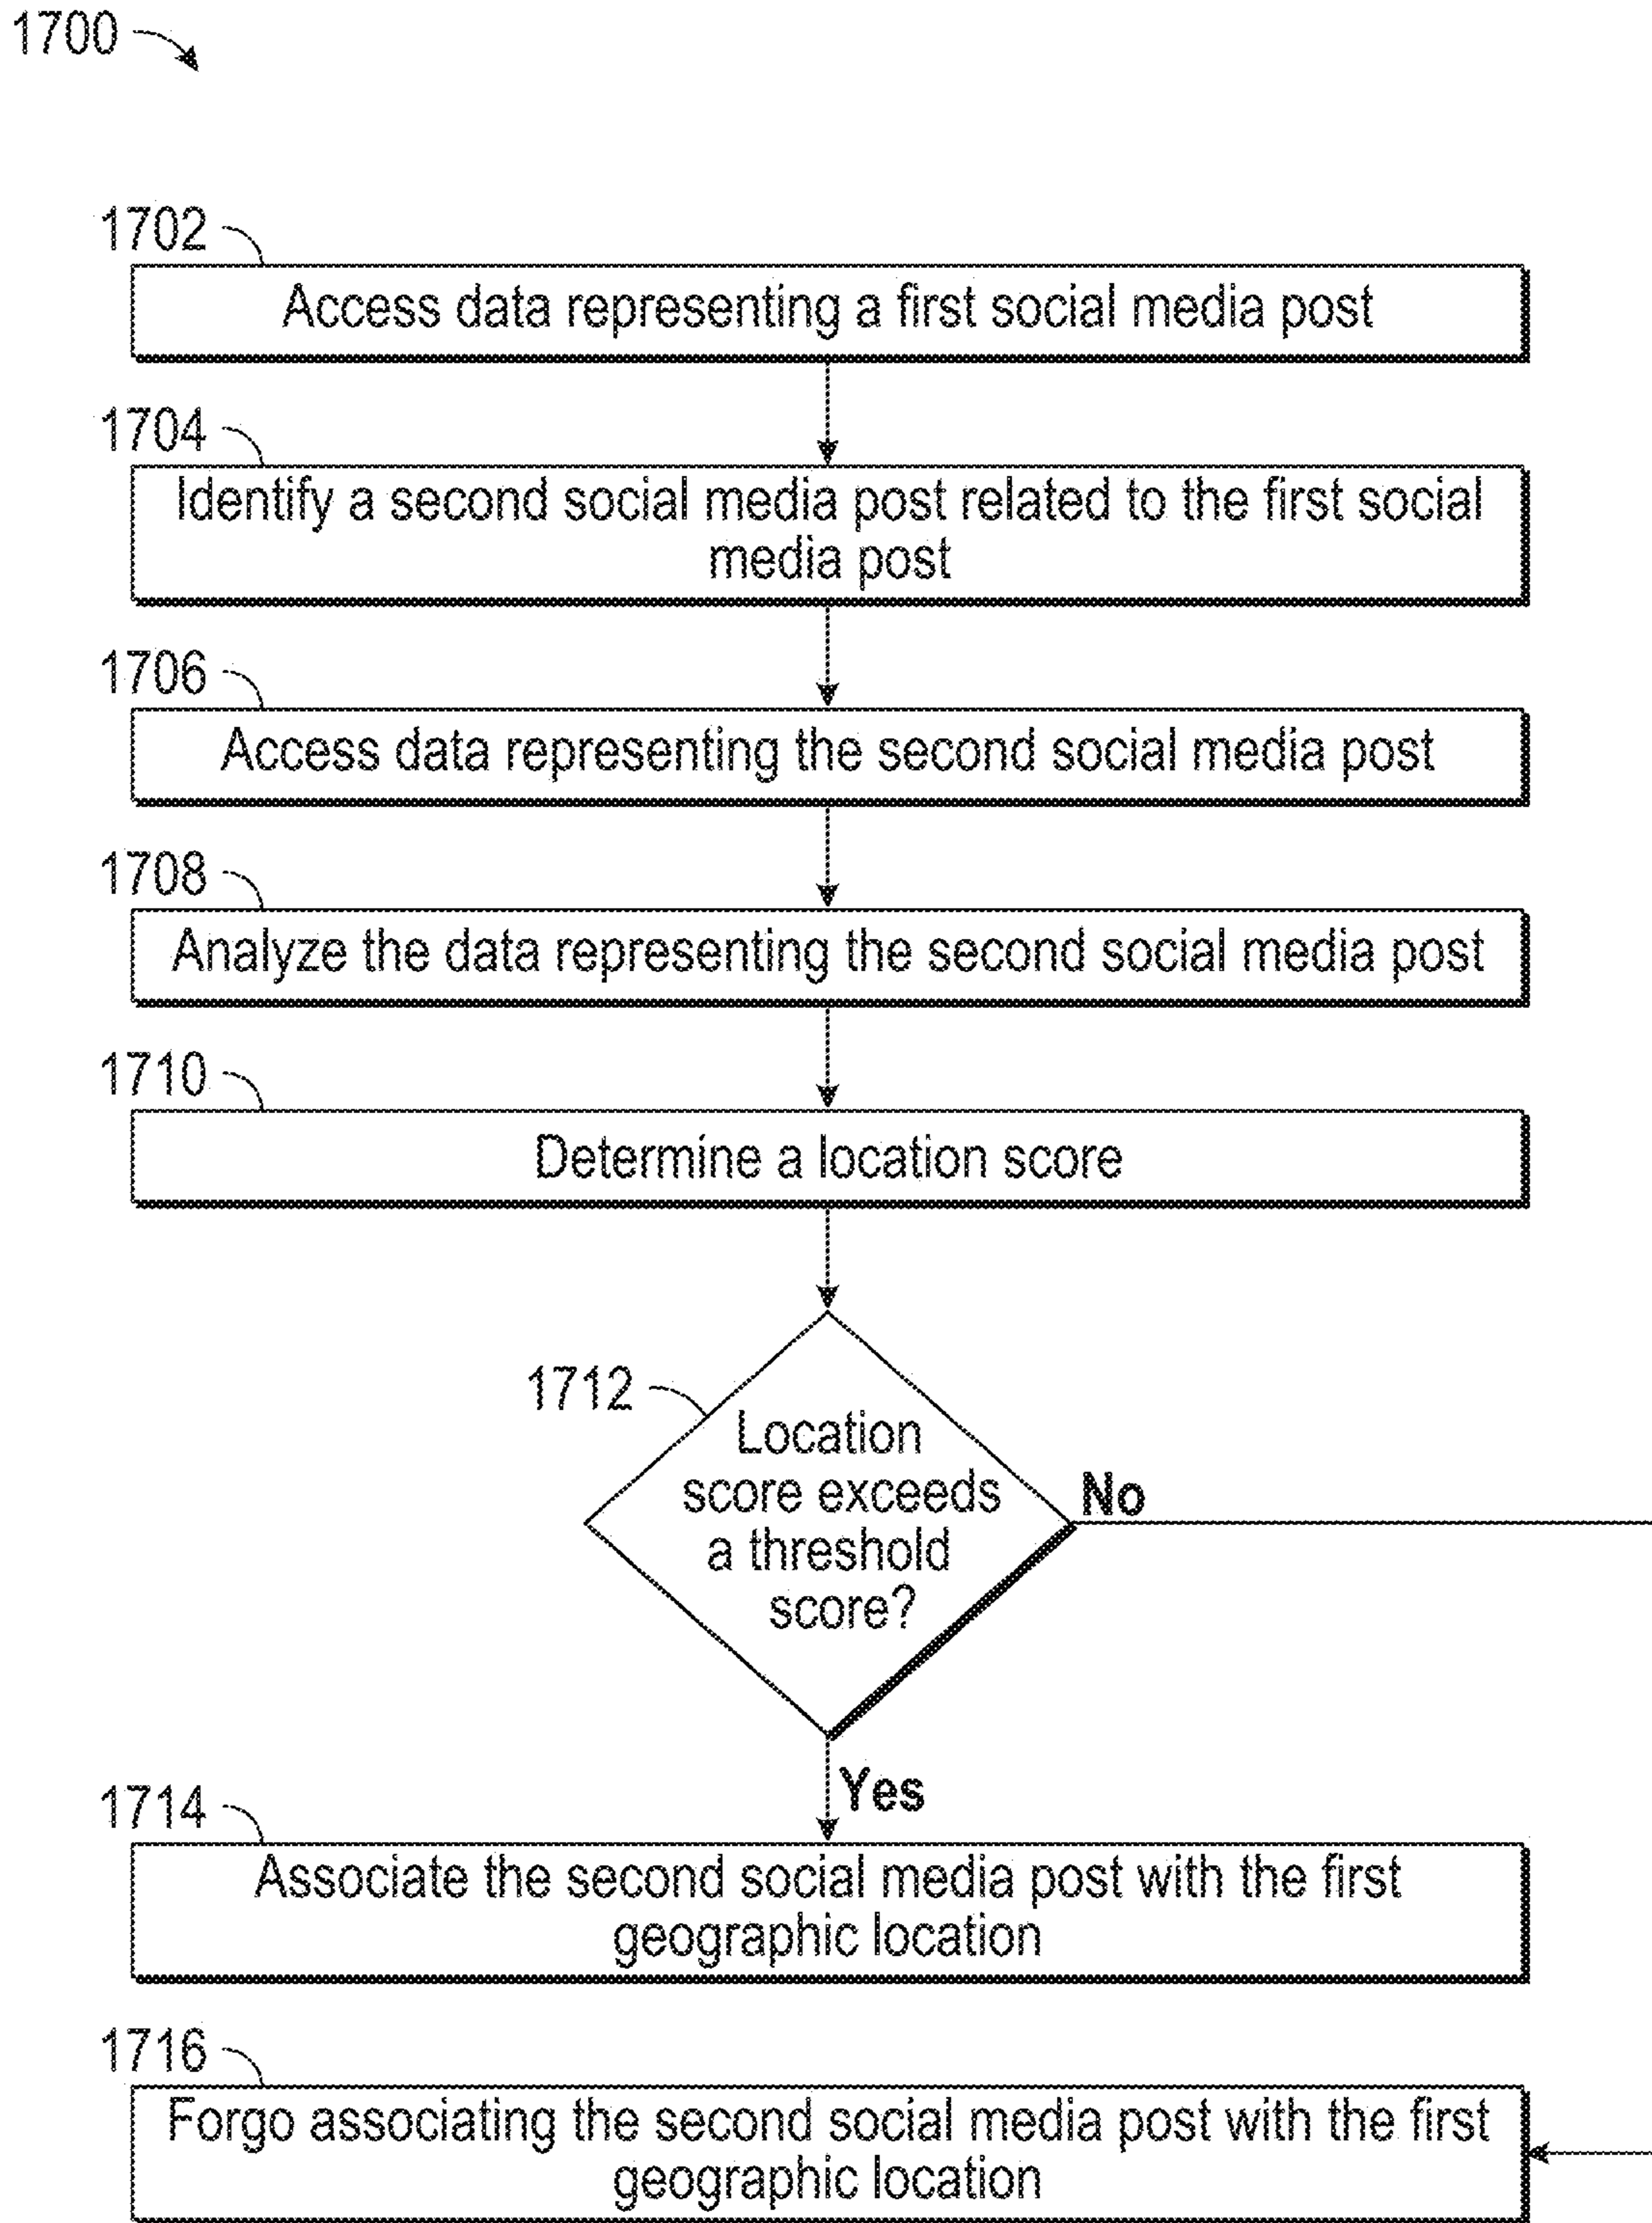 1700
1702
Access data representing a first social media post
1704
Identify a second social media post related to the first social
media post
1706
Access data representing the second social media post
1708
Analyze the data representing the second social media post
1710
Determine a location score
1712
Location
score exceeds
a threshold
score?
No
Yes
1714
Associate the second social media post with the first
geographic location
1716
Forgo associating the second social media post with the first
geographic location